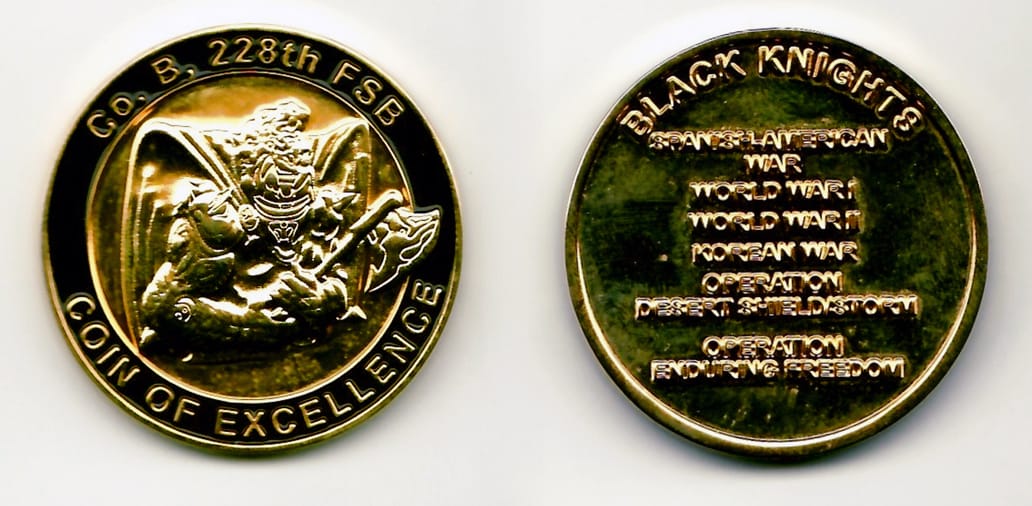 Co. B, 228th FSB
COIN OF EXCELLENCE
BLACK KNIGHTS
SPANISH-AMERICAN
WAR
WORLD WAR I
WORLD WAR II
KOREAN WAR
OPERATION
DESERT SHIELD/STORM
OPERATION
ENDURING FREEDOM